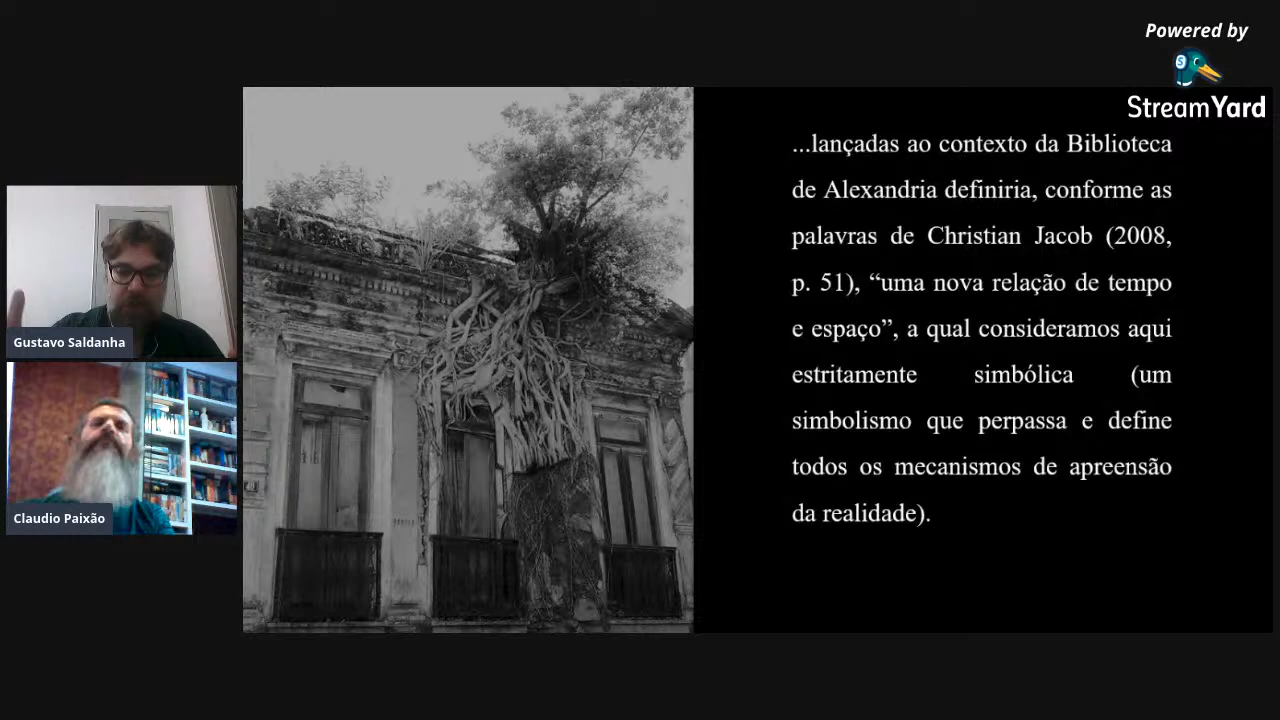 Powered by
StreamYard
Gustavo Saldanha
Claudio Paixão
...lançadas ao contexto da Biblioteca
de Alexandria definiria, conforme as
palavras de Christian Jacob (2008,
p. 51), “uma nova relação de tempo
e espaço”, a qual consideramos aqui
estritamente simbólica (um
simbolismo que perpassa e define
todos os mecanismos de apreensão
da realidade).